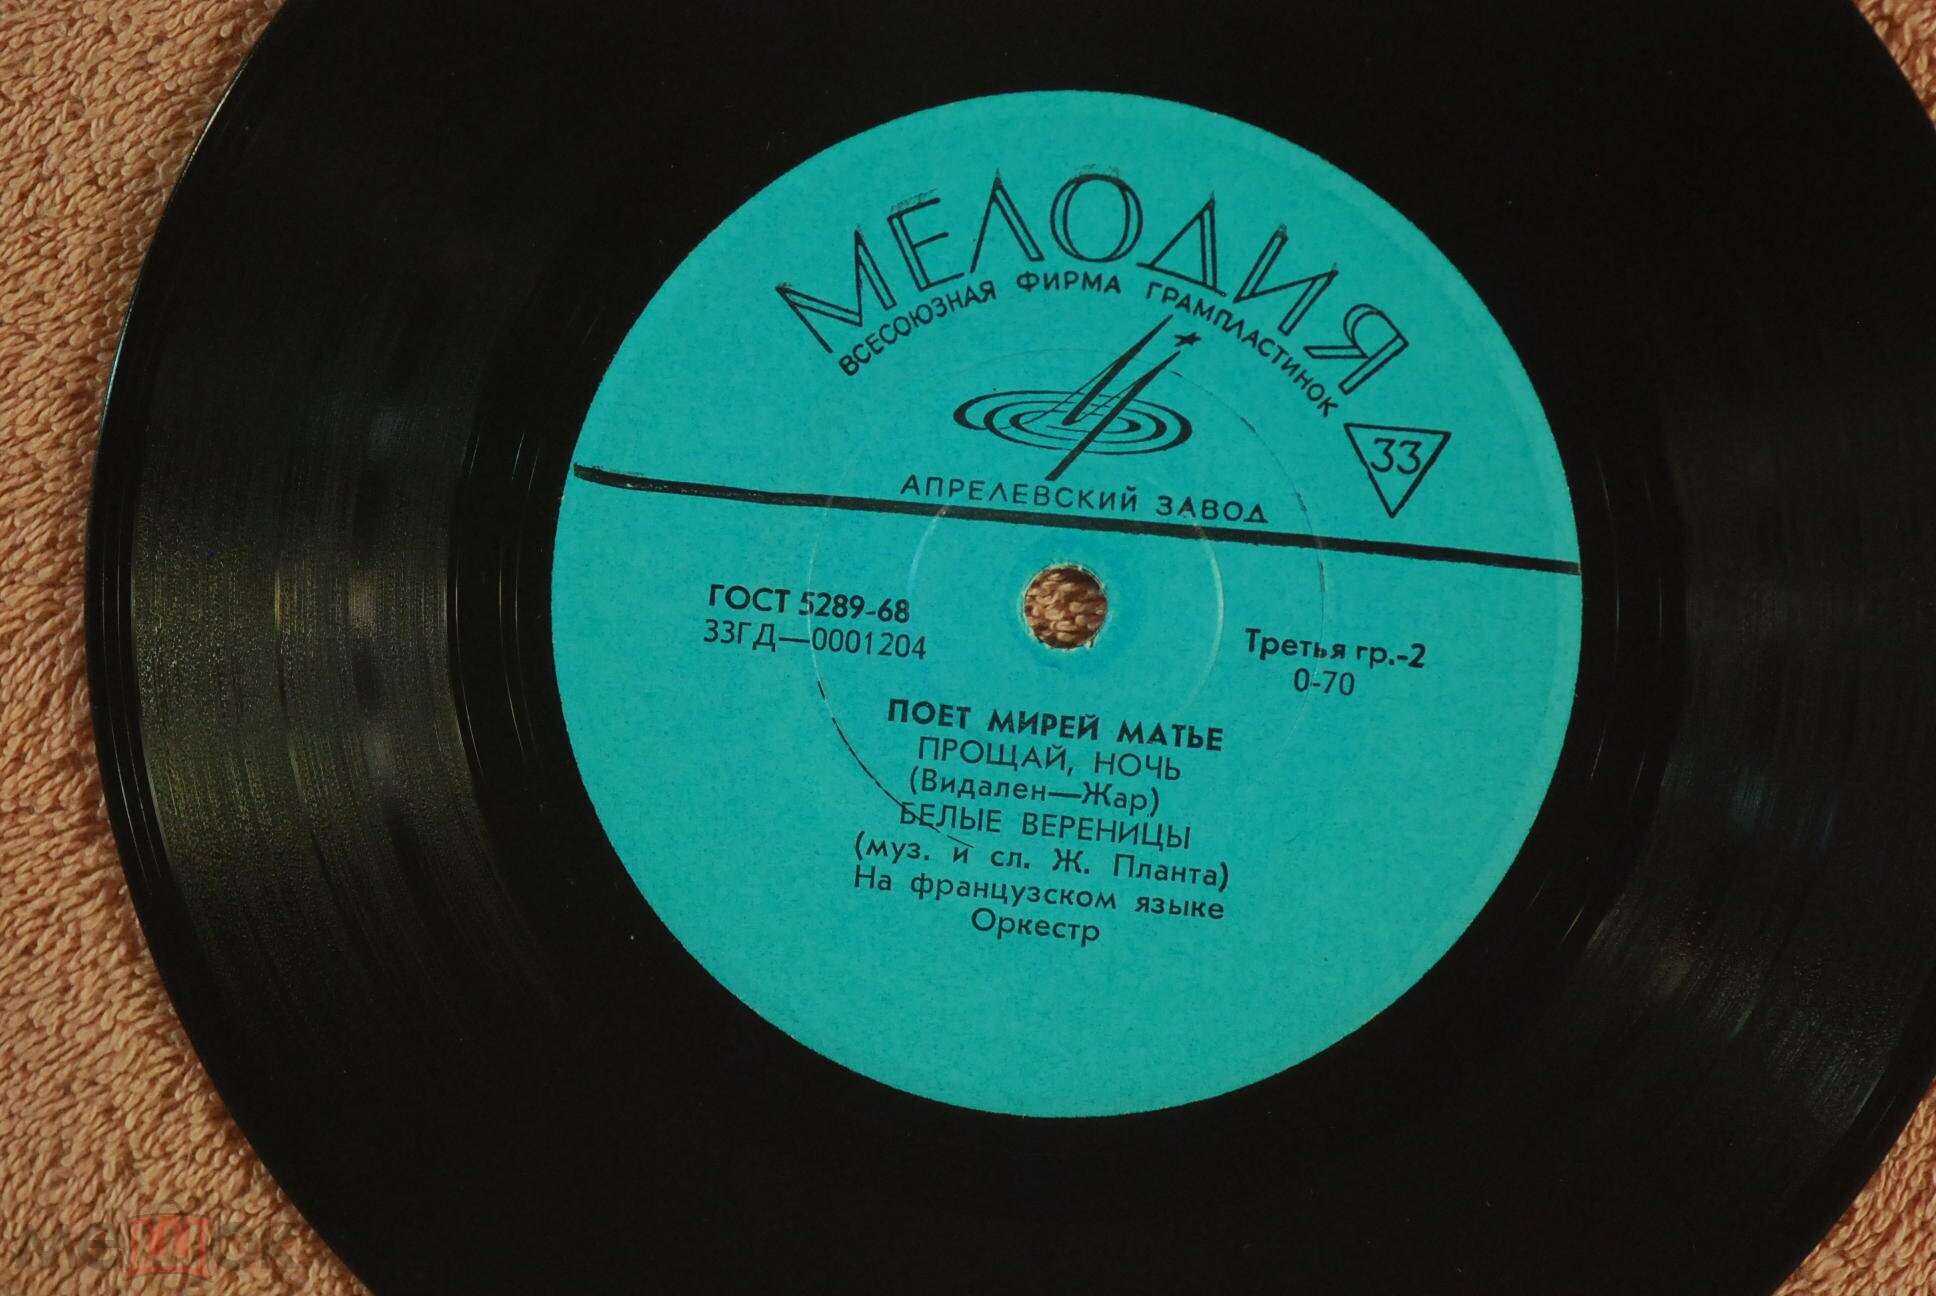 МЕЛОДИЯ
ВСЕСОЮЗНАЯ ФИРМА ГРАМПЛАСТИНОК
33
АПРЕЛЕВСКИЙ ЗАВОД
ГОСТ 5289-68
33ГД—0001204
Третья гр.-2
0-70
ПОЕТ МИРЕЙ МАТЬЕ
ПРОЩАЙ, НОЧЬ
(Видален—Жар)
БЕЛЫЕ ВЕРЕНИЦЫ
(муз. и сл. Ж. Планта)
На французском языке
Оркестр
мешок